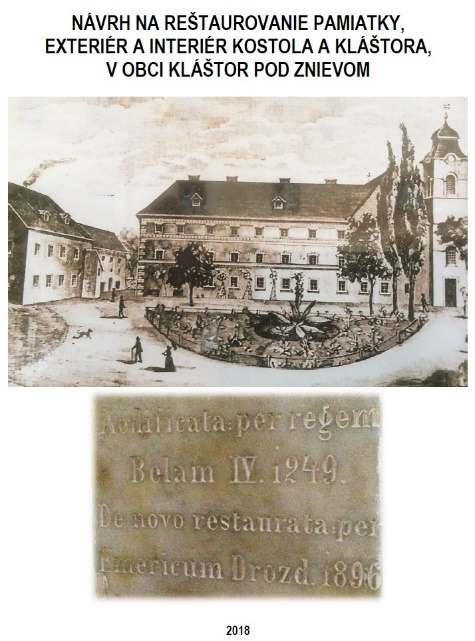 NÁVRH NA REŠTAUROVANIE PAMIATKY,
EXTERIÉR A INTERIÉR KOSTOLA A KLÁŠTORA,
V OBCI KLÁŠTOR POD ZNIEVOM
Aedificata: per regem
Belam IV. 1249.
De novo restaurata: per
Emericum Drozd. 1896
2018